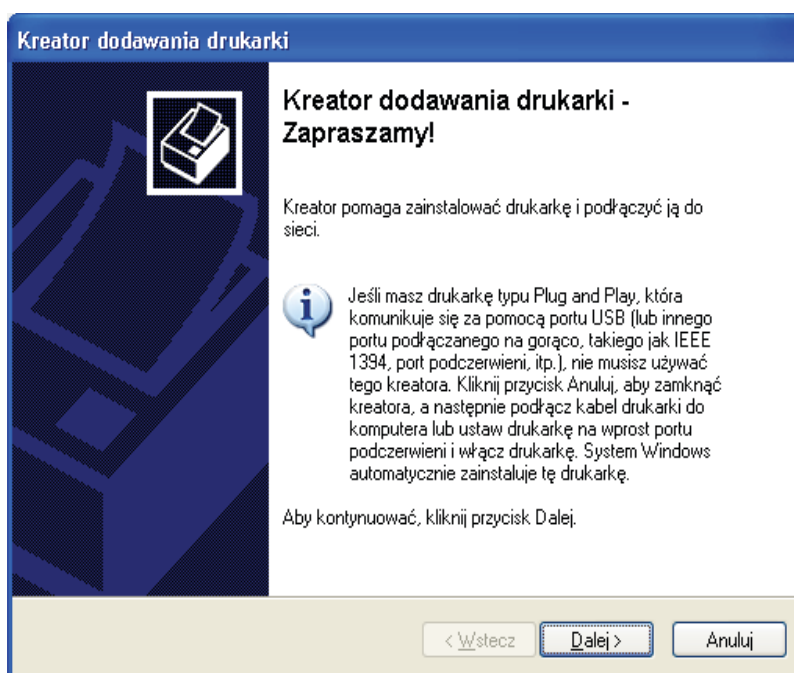 Kreator dodawania drukarki
Kreator dodawania drukarki -
Zapraszamy!
Kreator pomaga zainstalować drukarkę i podłączyć ją do
sieci.
Jeśli masz drukarkę typu Plug and Play, która
komunikuje się za pomocą portu USB (lub innego
portu podłączanego na gorąco, takiego jak IEEE
1394, port podczerwieni, itp.), nie musisz używać
tego kreatora. Kliknij przycisk Anuluj, aby zamknąć
kreatora, a następnie podłącz kabel drukarki do
komputera lub ustaw drukarkę na wprost portu
podczerwieni i włącz drukarkę. System Windows
automatycznie zainstaluje tę drukarkę.
Aby kontynuować, kliknij przycisk Dalej.
< Wstecz Dalej > Anuluj